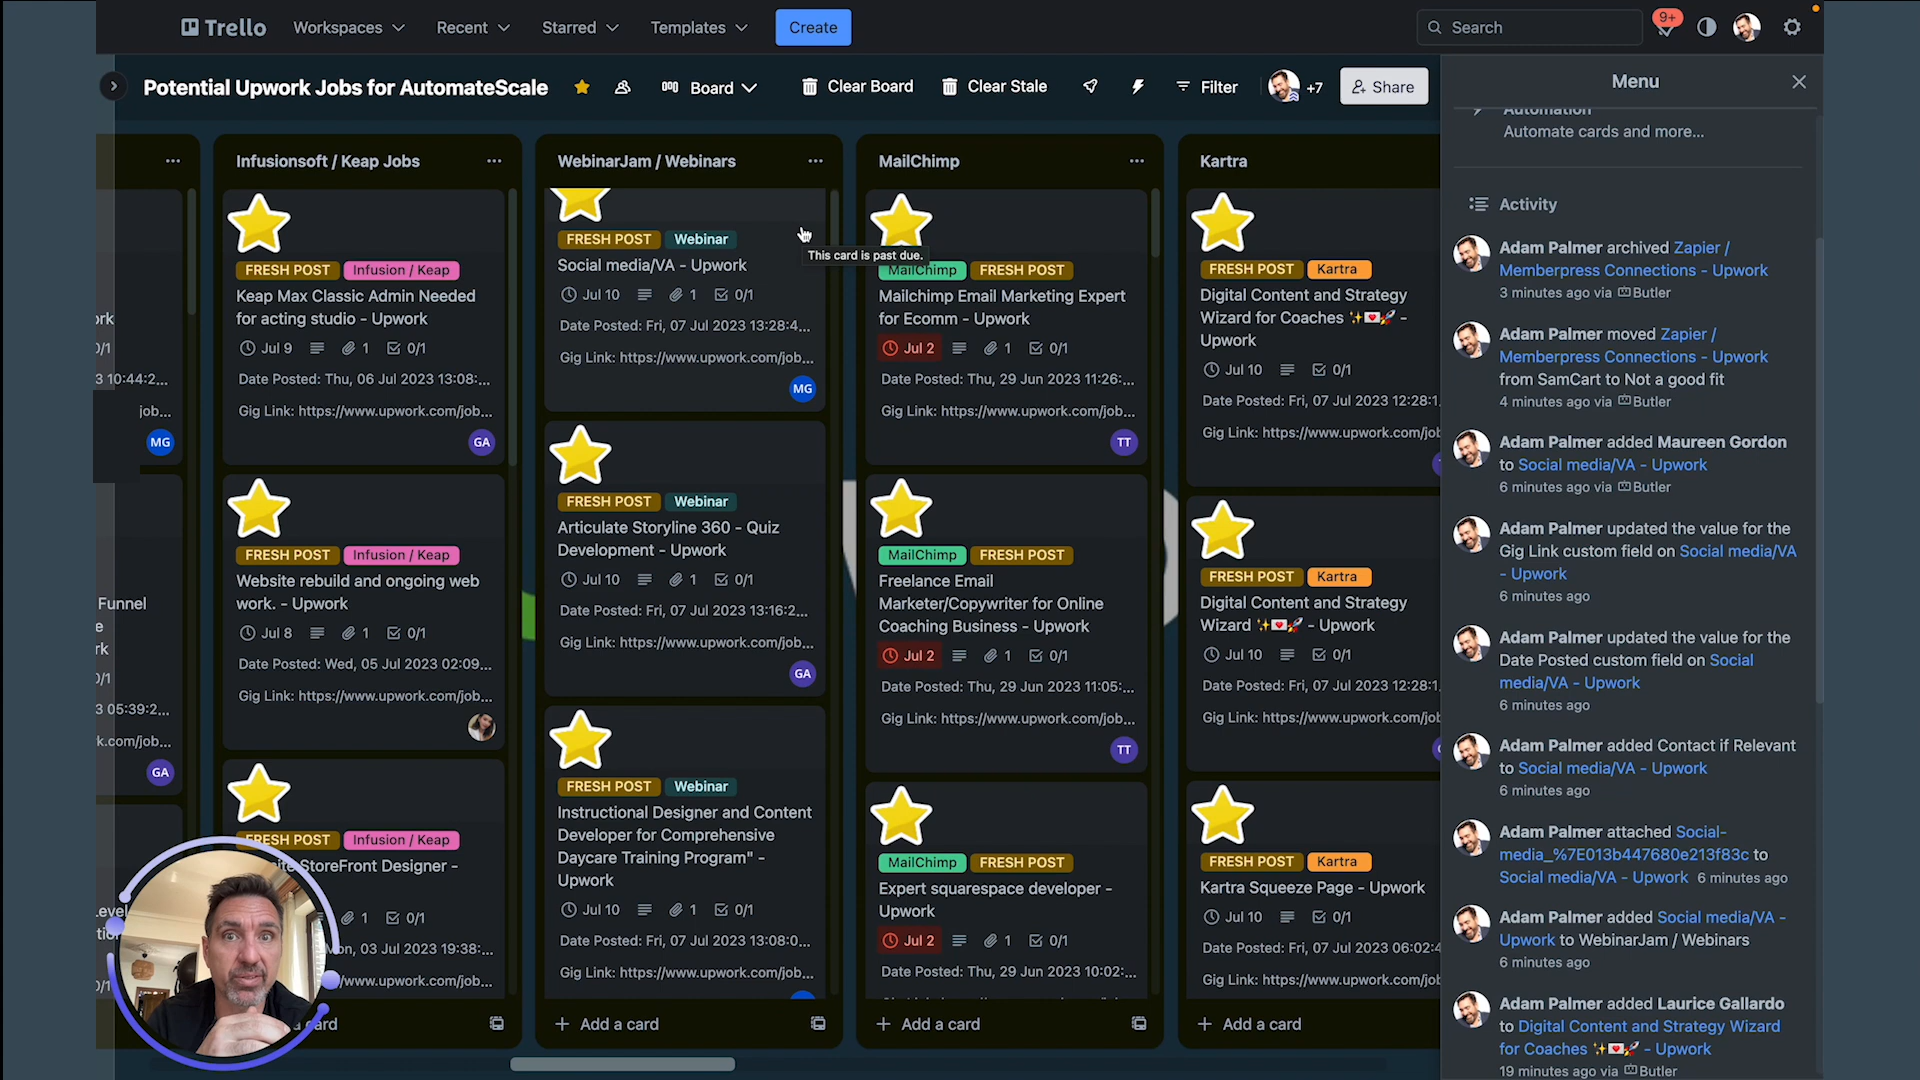 Trello
Workspaces
Recent
Starred
Templates
Create
Search
9+
Potential Upwork Jobs for AutomateScale
Board
Clear Board
Clear Stale
Filter
+7
Share
Menu
rk
0/1
3 10:44:2...
job...
MG
Funnel
e
rk
0/1
05:39:2...
k.com/job...
GA
Level
tion
0/1
Infusionsoft / Keap Jobs
FRESH POST Infusion / Keap
Keap Max Classic Admin Needed
for acting studio - Upwork
Jul 9 1 0/1
Date Posted: Thu, 06 Jul 2023 13:08:...
Gig Link: https://www.upwork.com/job...
GA
FRESH POST Infusion / Keap
Website rebuild and ongoing web
work. - Upwork
Jul 8 1 0/1
Date Posted: Wed, 05 Jul 2023 02:09...
Gig Link: https://www.upwork.com/job...
FRESH POST Infusion / Keap
StoreFront Designer -
1 0/1
Mon, 03 Jul 2023 19:38:...
/www.upwork.com/job...
a card
WebinarJam / Webinars
FRESH POST Webinar
Social media/VA - Upwork
Jul 10 1 0/1
Date Posted: Fri, 07 Jul 2023 13:28:4...
Gig Link: https://www.upwork.com/job...
MG
This card is past due.
FRESH POST Webinar
Articulate Storyline 360 - Quiz
Development - Upwork
Jul 10 1 0/1
Date Posted: Fri, 07 Jul 2023 13:16:2...
Gig Link: https://www.upwork.com/job...
GA
FRESH POST Webinar
Instructional Designer and Content
Developer for Comprehensive
Daycare Training Program" -
Upwork
Jul 10 1 0/1
Date Posted: Fri, 07 Jul 2023 13:08:0...
Gig Link: https://www.upwork.com/job...
Add a card
MailChimp
MailChimp FRESH POST
Mailchimp Email Marketing Expert
for Ecomm - Upwork
Jul 2 1 0/1
Date Posted: Thu, 29 Jun 2023 11:26:...
Gig Link: https://www.upwork.com/job...
TT
MailChimp FRESH POST
Freelance Email
Marketer/Copywriter for Online
Coaching Business - Upwork
Jul 2 1 0/1
Date Posted: Thu, 29 Jun 2023 11:05:...
Gig Link: https://www.upwork.com/job...
TT
MailChimp FRESH POST
Expert squarespace developer -
Upwork
Jul 2 1 0/1
Date Posted: Thu, 29 Jun 2023 10:02:...
Add a card
Kartra
FRESH POST Kartra
Digital Content and Strategy
Wizard for Coaches ✨💌🚀 -
Upwork
Jul 10 0/1
Date Posted: Fri, 07 Jul 2023 12:28:1
Gig Link: https://www.upwork.com/job
FRESH POST Kartra
Digital Content and Strategy
Wizard ✨💌🚀 - Upwork
Jul 10 0/1
Date Posted: Fri, 07 Jul 2023 12:28:1
Gig Link: https://www.upwork.com/job
FRESH POST Kartra
Kartra Squeeze Page - Upwork
Jul 10 0/1
Date Posted: Fri, 07 Jul 2023 06:02:4
Gig Link: https://www.upwork.com/job
Add a card
Automation
Automate cards and more...
Activity
Adam Palmer archived Zapier /
Memberpress Connections - Upwork
3 minutes ago via Butler
Adam Palmer moved Zapier /
Memberpress Connections - Upwork
from SamCart to Not a good fit
4 minutes ago via Butler
Adam Palmer added Maureen Gordon
to Social media/VA - Upwork
6 minutes ago via Butler
Adam Palmer updated the value for the
Gig Link custom field on Social media/VA
- Upwork
6 minutes ago
Adam Palmer updated the value for the
Date Posted custom field on Social
media/VA - Upwork
6 minutes ago
Adam Palmer added Contact if Relevant
to Social media/VA - Upwork
6 minutes ago
Adam Palmer attached Social-
media_%7E013b447680e213f83c to
Social media/VA - Upwork 6 minutes ago
Adam Palmer added Social media/VA -
Upwork to WebinarJam / Webinars
6 minutes ago
Adam Palmer added Laurice Gallardo
to Digital Content and Strategy Wizard
for Coaches ✨💌🚀 - Upwork
19 minutes ago via Butler